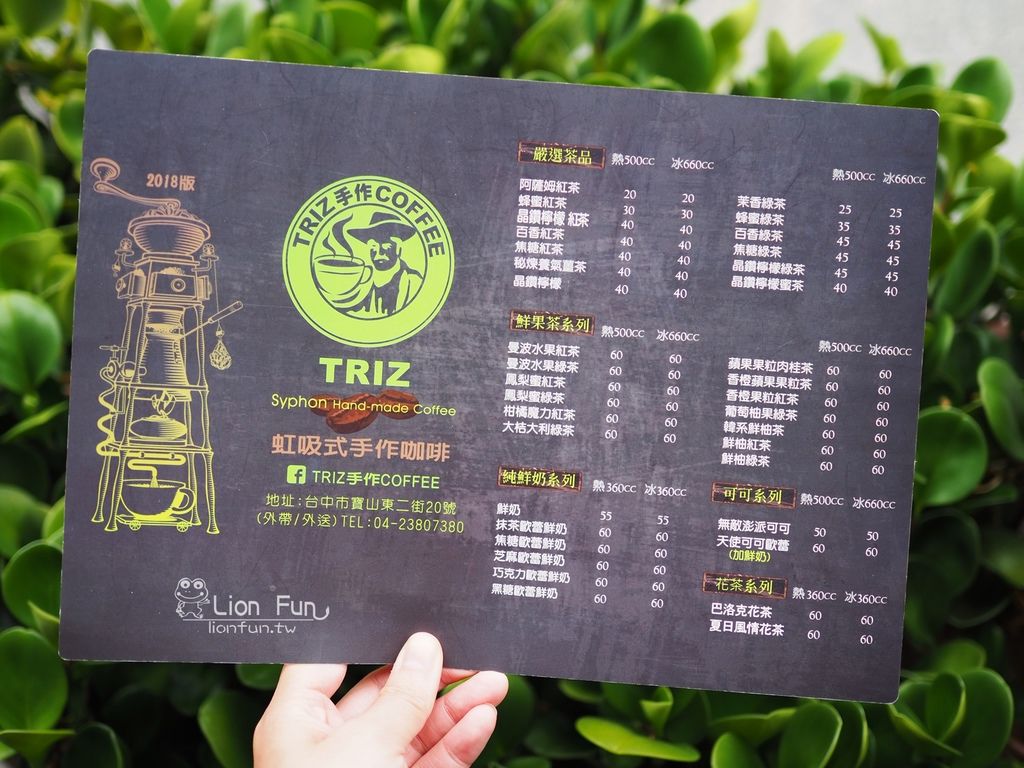 2018版
TRIZ手作COFFEE
TRIZ
Syphon Hand-made Coffee
虹吸式手作咖啡
f TRIZ手作COFFEE
地址:台中市寶山東二街20號
(外帶/外送)TEL:04-23807380
Lion Fun
lionfun.tw
嚴選茶品 熱500cc 冰660cc
阿薩姆紅茶 20 20
蜂蜜紅茶 30 30
晶鑽檸檬 紅茶 40 40
百香紅茶 40 40
焦糖紅茶 40 40
秘煉養氣薑茶 40 40
晶鑽檸檬 40 40
熱500cc 冰660cc
茉香綠茶 25 25
蜂蜜綠茶 35 35
百香綠茶 45 45
焦糖綠茶 45 45
晶鑽檸檬綠茶 45 45
晶鑽檸檬蜜茶 40 40
鮮果茶系列 熱500cc 冰660cc
曼波水果紅茶 60 60
曼波水果綠茶 60 60
鳳梨蜜紅茶 60 60
鳳梨蜜綠茶 60 60
柑橘魔力紅茶 60 60
大桔大利綠茶 60 60
熱500cc 冰660cc
蘋果果粒肉桂茶 60 60
香橙蘋果果粒茶 60 60
香橙果粒紅茶 60 60
葡萄柚果綠茶 60 60
韓系鮮柚茶 60 60
鮮柚紅茶 60 60
鮮柚綠茶 60 60
純鮮奶系列 熱360cc 冰360cc
鮮奶 55 55
抹茶歐蕾鮮奶 60 60
焦糖歐蕾鮮奶 60 60
芝麻歐蕾鮮奶 60 60
巧克力歐蕾鮮奶 60 60
黑糖歐蕾鮮奶 60 60
可可系列 熱500cc 冰660cc
無敵澎派可可 50 50
天使可可歐蕾 60 60
(加鮮奶)
花茶系列 熱360cc 冰360cc
巴洛克花茶 60 60
夏日風情花茶 60 60